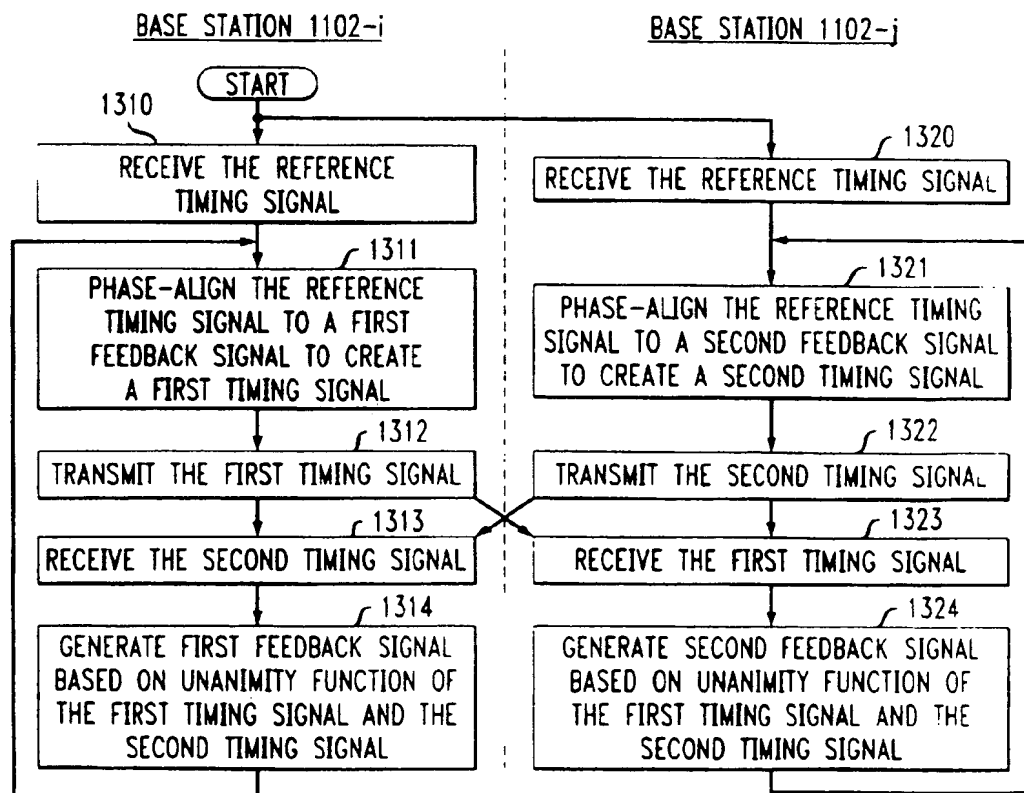 BASE STATION 1102-i
BASE STATION 1102-j
START
1310
RECEIVE THE REFERENCE
TIMING SIGNAL
1320
RECEIVE THE REFERENCE TIMING SIGNAL
1311
PHASE-ALIGN THE REFERENCE
TIMING SIGNAL TO A FIRST
FEEDBACK SIGNAL TO CREATE
A FIRST TIMING SIGNAL
1321
PHASE-ALIGN THE REFERENCE TIMING
SIGNAL TO A SECOND FEEDBACK SIGNAL
TO CREATE A SECOND TIMING SIGNAL
1312
TRANSMIT THE FIRST TIMING SIGNAL
1322
TRANSMIT THE SECOND TIMING SIGNAL
1313
RECEIVE THE SECOND TIMING SIGNAL
1323
RECEIVE THE FIRST TIMING SIGNAL
1314
GENERATE FIRST FEEDBACK SIGNAL
BASED ON UNANIMITY FUNCTION OF
THE FIRST TIMING SIGNAL AND THE
SECOND TIMING SIGNAL
1324
GENERATE SECOND FEEDBACK SIGNAL
BASED ON UNANIMITY FUNCTION OF
THE FIRST TIMING SIGNAL AND THE
SECOND TIMING SIGNAL